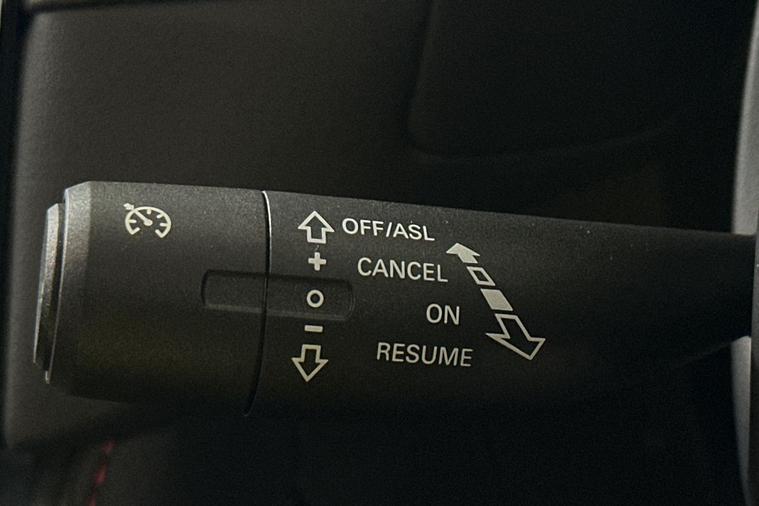 OFF/ASL
+
CANCEL
O
ON
−
RESUME